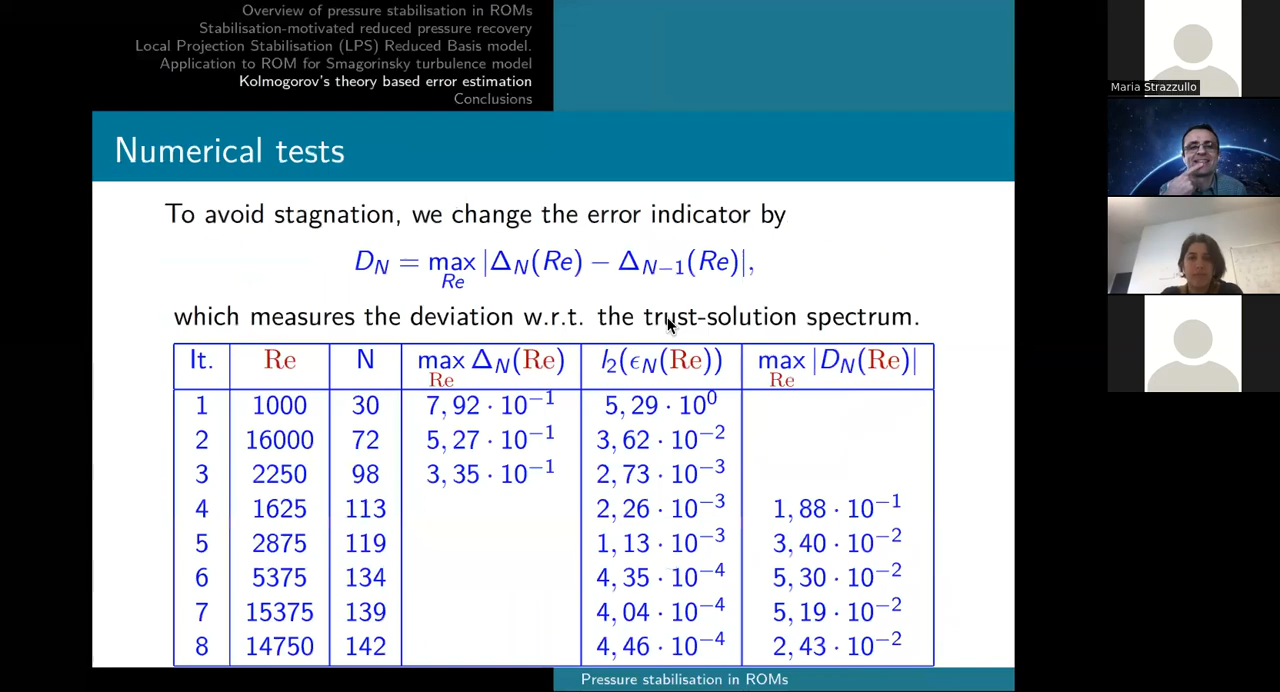 Overview of pressure stabilisation in ROMs
Stabilisation-motivated reduced pressure recovery
Local Projection Stabilisation (LPS) Reduced Basis model.
Application to ROM for Smagorinsky turbulence model
Kolmogorov's theory based error estimation
Conclusions
Maria Strazzullo
Numerical tests
To avoid stagnation, we change the error indicator by
D_N = max_{Re} |Δ_N(Re) − Δ_{N−1}(Re)|,
which measures the deviation w.r.t. the trust-solution spectrum.
It. Re N max_{Re} Δ_N(Re) l_2(ϵ_N(Re)) max_{Re} |D_N(Re)|
1 1000 30 7,92 · 10^{−1} 5,29 · 10^0
2 16000 72 5,27 · 10^{−1} 3,62 · 10^{−2}
3 2250 98 3,35 · 10^{−1} 2,73 · 10^{−3}
4 1625 113 2,26 · 10^{−3} 1,88 · 10^{−1}
5 2875 119 1,13 · 10^{−3} 3,40 · 10^{−2}
6 5375 134 4,35 · 10^{−4} 5,30 · 10^{−2}
7 15375 139 4,04 · 10^{−4} 5,19 · 10^{−2}
8 14750 142 4,46 · 10^{−4} 2,43 · 10^{−2}
Pressure stabilisation in ROMs